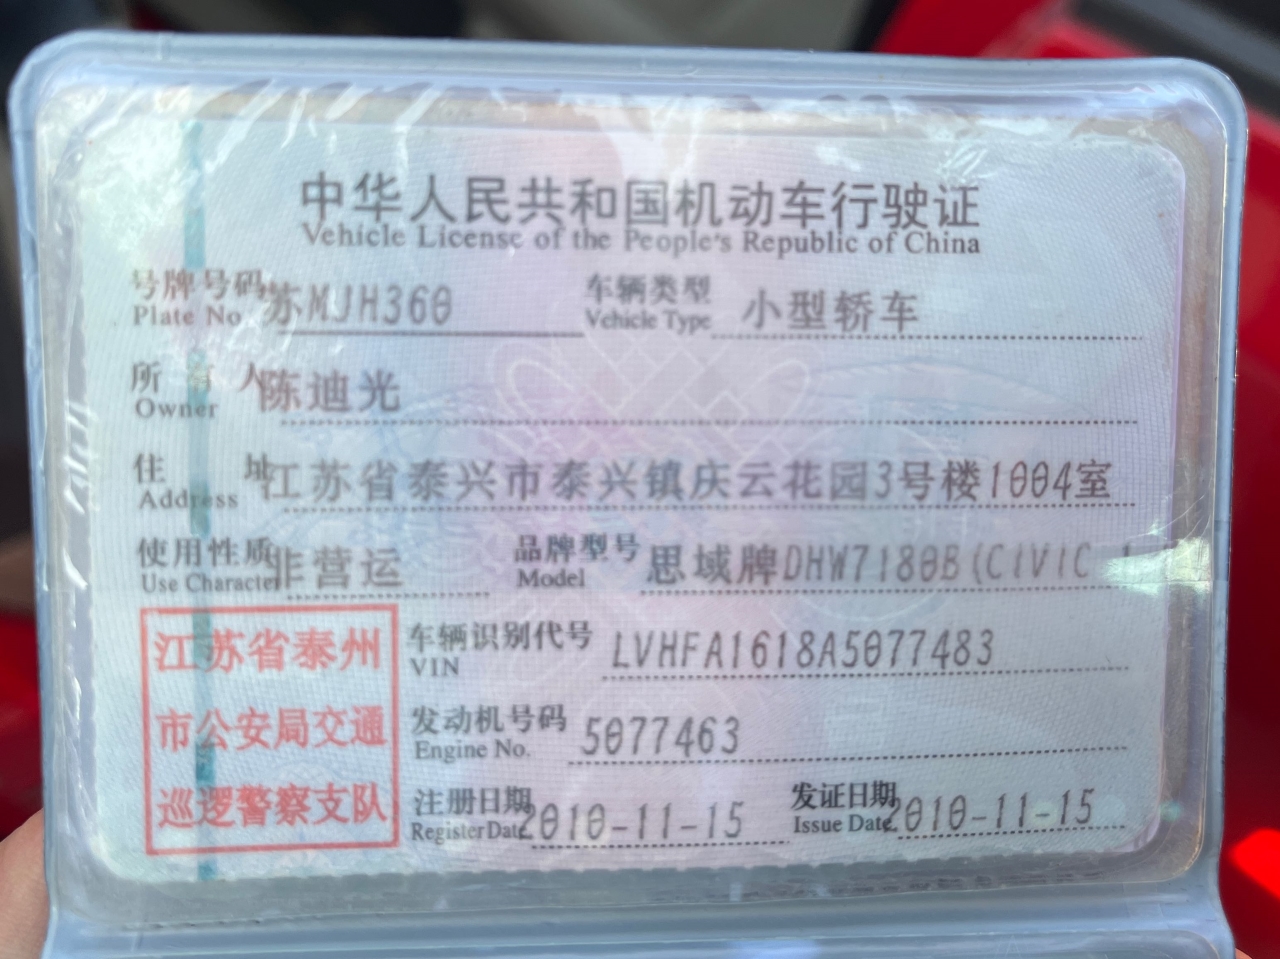 中华人民共和国机动车行驶证
Vehicle License of the People's Republic of China
号牌号码 苏MJH360 车辆类型 小型轿车
Plate No. Vehicle Type
所有人 陈迪光
Owner
住址 江苏省泰兴市泰兴镇庆云花园3号楼1004室
Address
使用性质 非营运 品牌型号 思域牌DHW7180B(CIVIC
Use Character Model
江苏省泰州
市公安局交通
巡逻警察支队
车辆识别代号 LVHFA1618A5077483
VIN
发动机号码 5077463
Engine No.
注册日期 2010-11-15 发证日期 2010-11-15
Register Date Issue Date